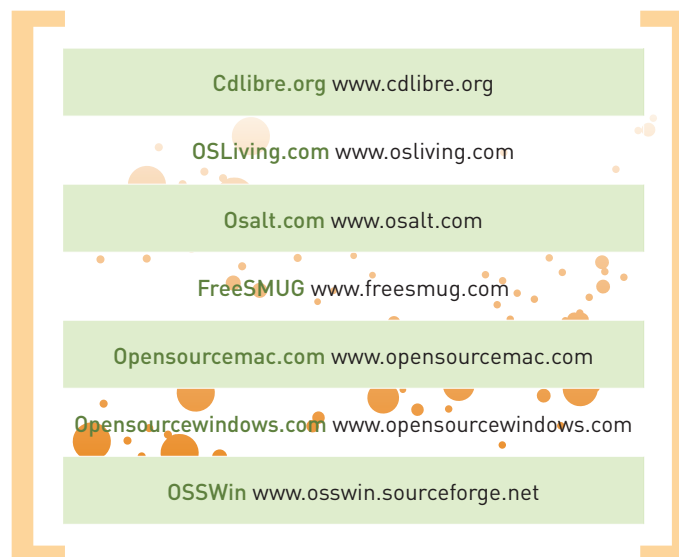 Cdlibre.org www.cdlibre.org
OSLiving.com www.osliving.com
Osalt.com www.osalt.com
FreeSMUG www.freesmug.com
Opensourcemac.com www.opensourcemac.com
Opensourcewindows.com www.opensourcewindows.com
OSSWin www.osswin.sourceforge.net